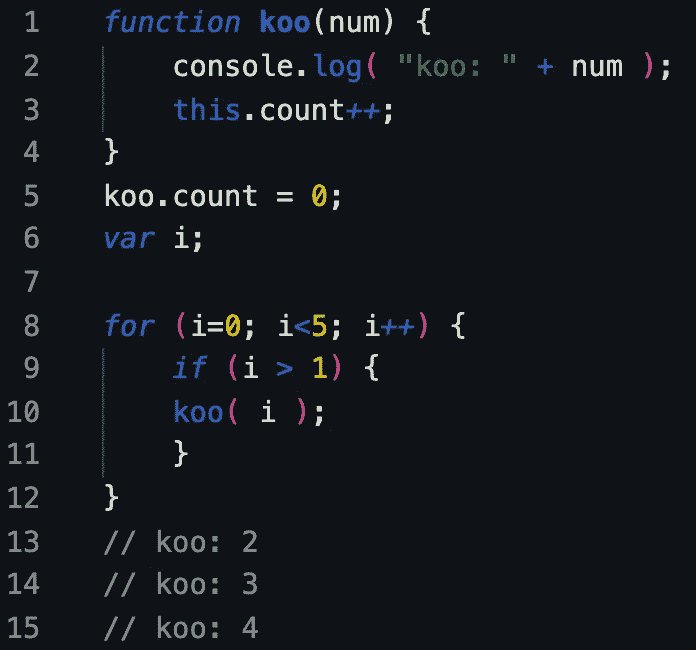 1 function koo(num) {
2 console.log( "koo: " + num );
3 this.count++;
4 }
5 koo.count = 0;
6 var i;
7
8 for (i=0; i<5; i++) {
9 if (i > 1) {
10 koo( i );
11 }
12 }
13 // koo: 2
14 // koo: 3
15 // koo: 4